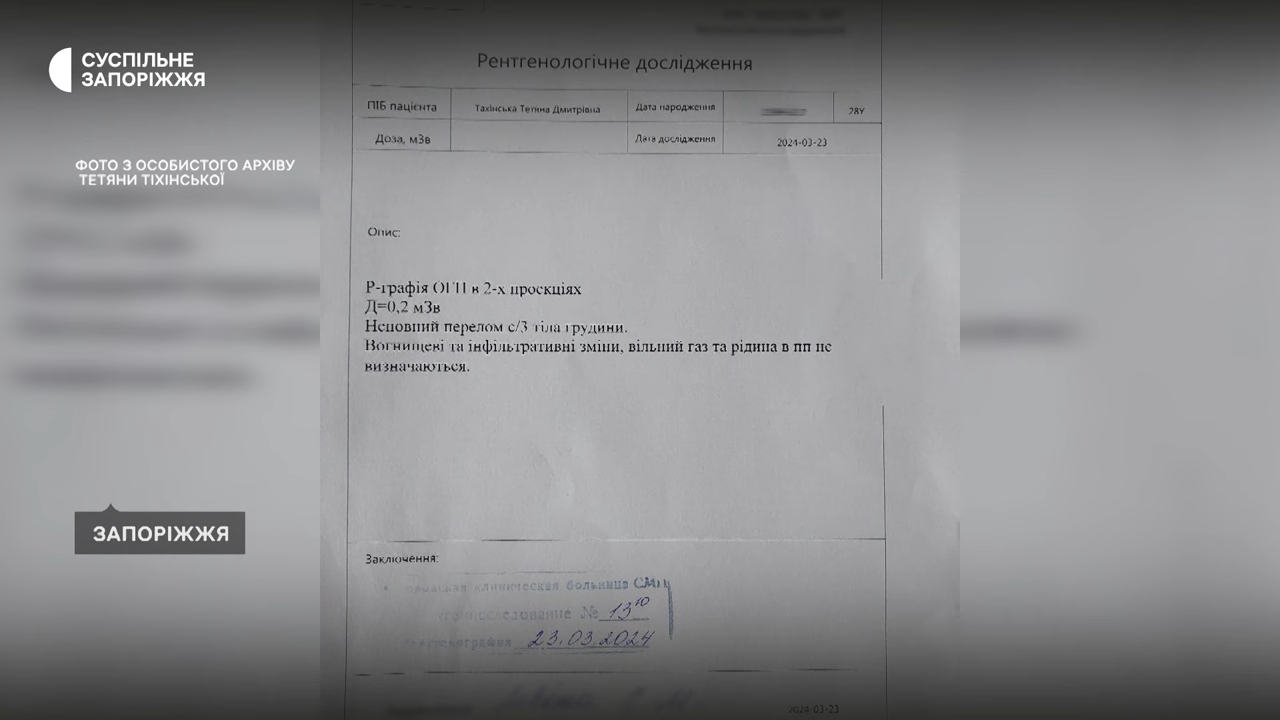 СУСПІЛЬНЕ
ЗАПОРІЖЖЯ
ФОТО З ОСОБИСТОГО АРХІВУ
ТЕТЯНИ ТІХІНСЬКОЇ
ЗАПОРІЖЖЯ
Рентгенологічне дослідження
ПІБ пацієнта Тахінська Тетяна Дмитрівна Дата народження 28Y
Доза, мЗв Дата дослідження 2024-03-23
Опис:
Р-графія ОГП в 2-х проєкціях
Д=0,2 мЗв
Неповний перелом с/3 тіла грудини.
Вогнищеві та інфільтративні зміни, вільний газ та рідина в пп не
визначаються.
Заключення:
клиническая больница
№ 13
23.03.2024
2024-03-23